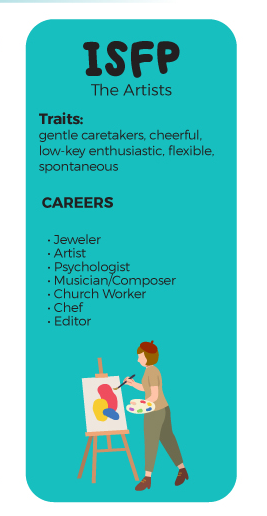 ISFP
The Artists
Traits:
gentle caretakers, cheerful,
low-key enthusiastic, flexible,
spontaneous
CAREERS
• Jeweler
• Artist
• Psychologist
• Musician/Composer
• Church Worker
• Chef
• Editor